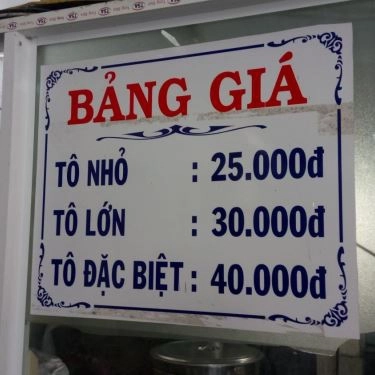 BẢNG GIÁ
TÔ NHỎ : 25.000đ
TÔ LỚN : 30.000đ
TÔ ĐẶC BIỆT : 40.000đ